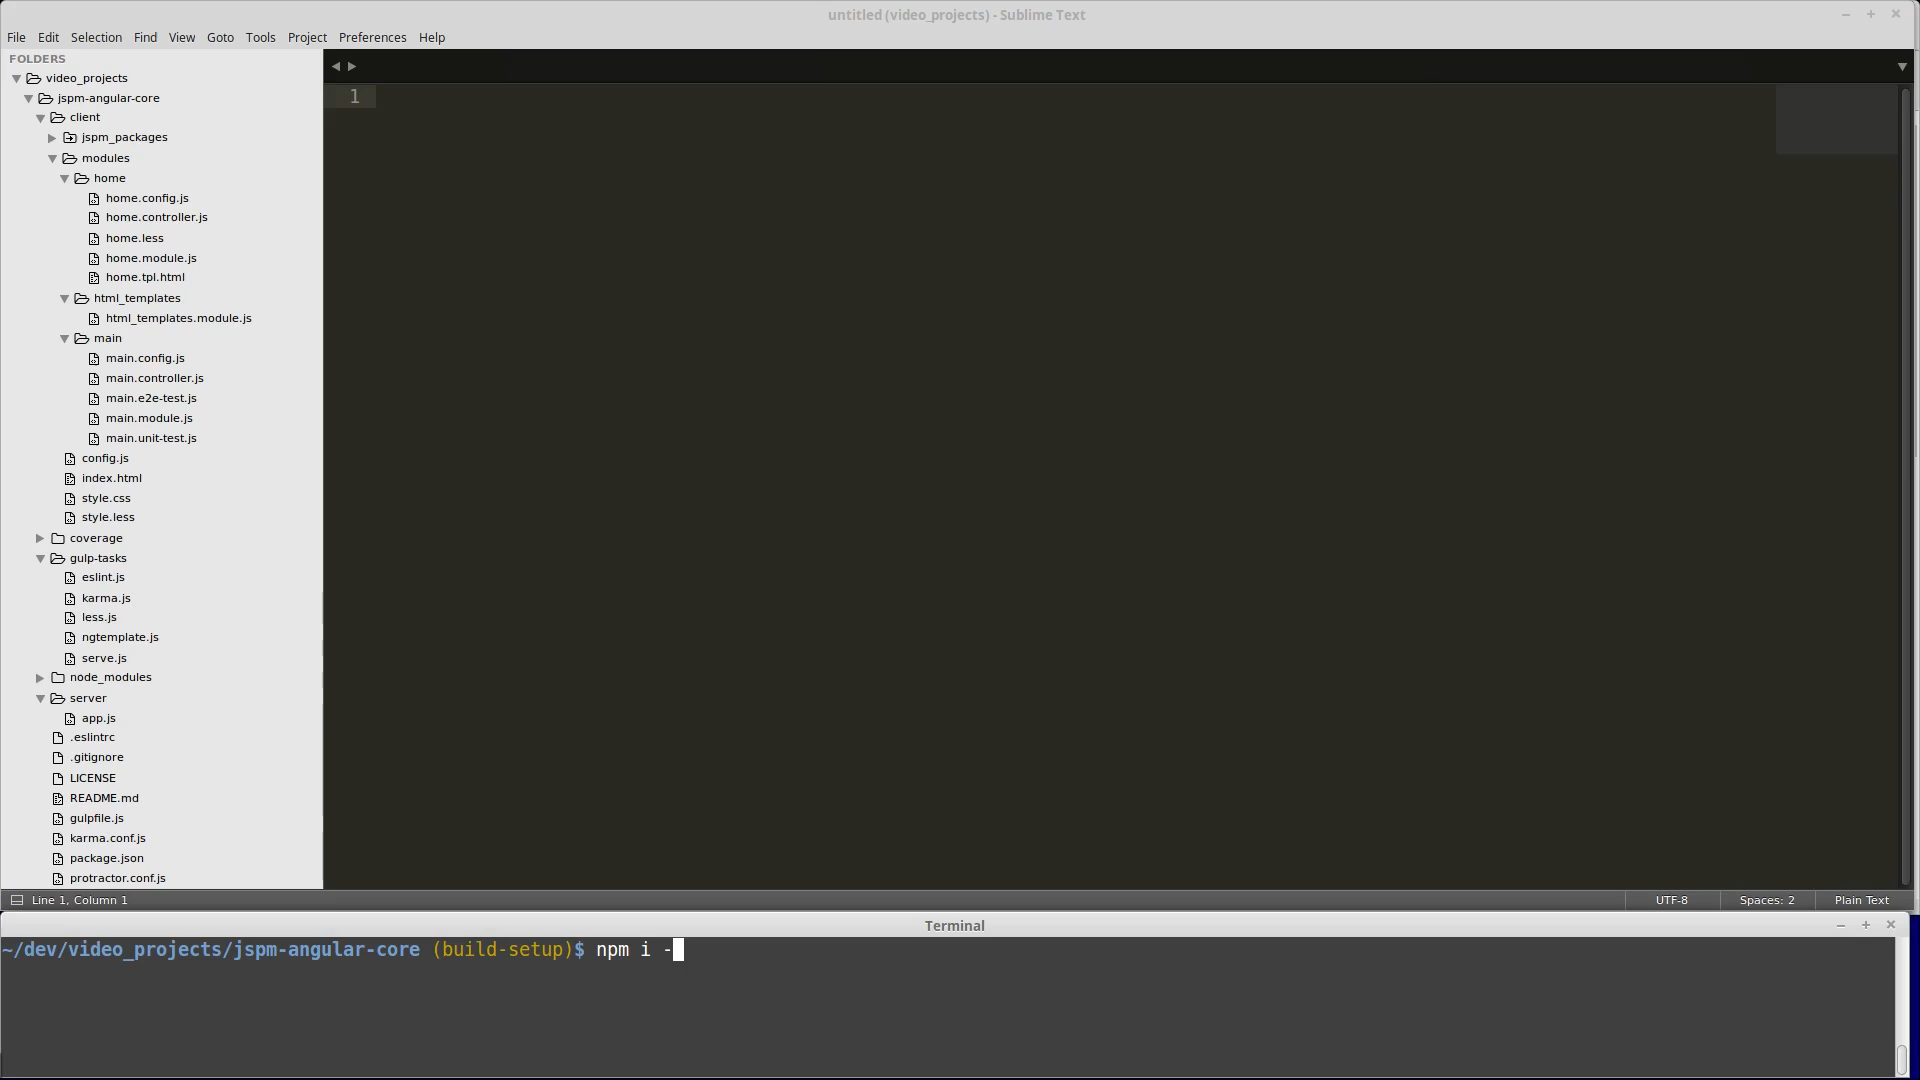 untitled (video_projects) - Sublime Text
File Edit Selection Find View Goto Tools Project Preferences Help
FOLDERS
video_projects
jspm-angular-core
client
jspm_packages
modules
home
home.config.js
home.controller.js
home.less
home.module.js
home.tpl.html
html_templates
html_templates.module.js
main
main.config.js
main.controller.js
main.e2e-test.js
main.module.js
main.unit-test.js
config.js
index.html
style.css
style.less
coverage
gulp-tasks
eslint.js
karma.js
less.js
ngtemplate.js
serve.js
node_modules
server
app.js
.eslintrc
.gitignore
LICENSE
README.md
gulpfile.js
karma.conf.js
package.json
protractor.conf.js
1
Line 1, Column 1 UTF-8 Spaces: 2 Plain Text
Terminal
~/dev/video_projects/jspm-angular-core (build-setup)$ npm i -